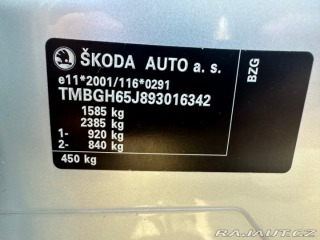 ŠKODA AUTO a. s.
e11*2001/116*0291
TMBGH65J893016342
1585 kg
2385 kg
1- 920 kg
2- 840 kg
450 kg
BZG
RAJAUT.CZ